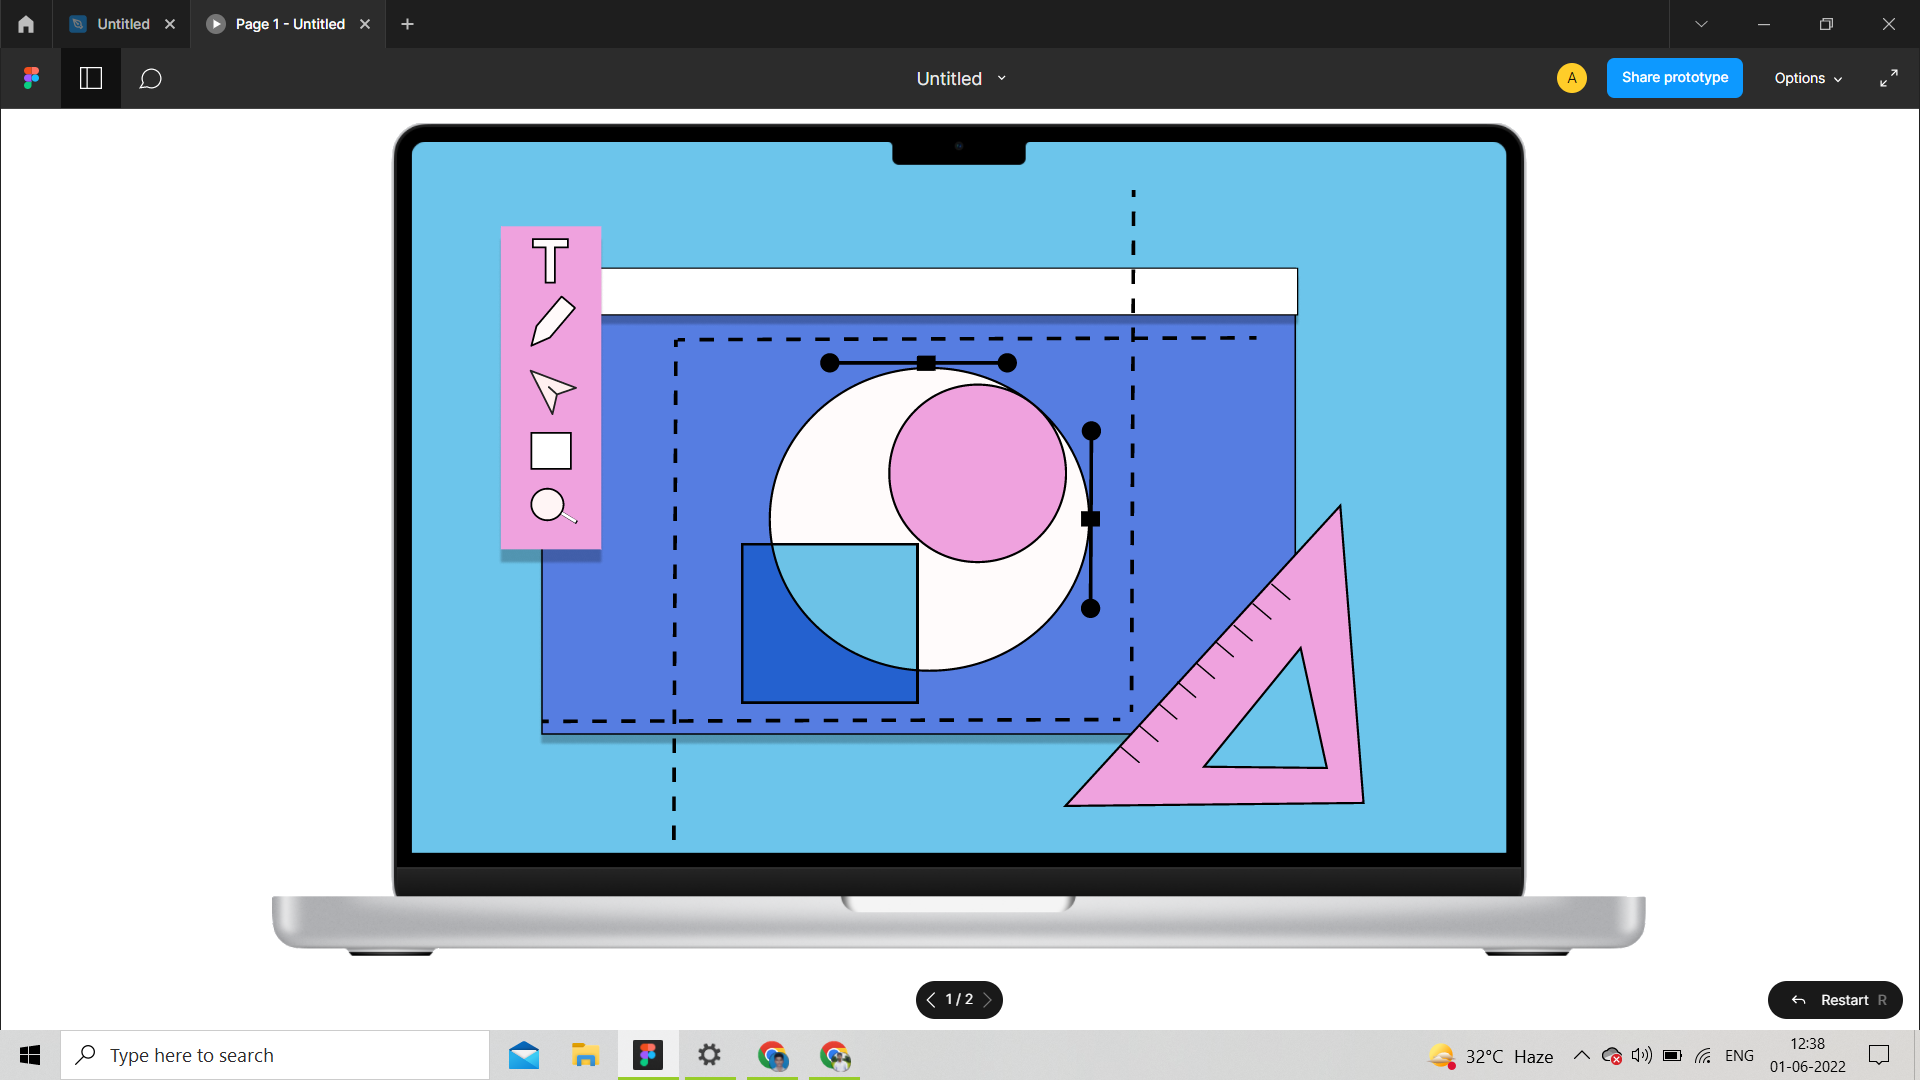 Untitled
Page 1 - Untitled
Untitled
A
Share prototype
Options
T
1 / 2
Restart R
Type here to search
32°C Haze
ENG
12:38
01-06-2022